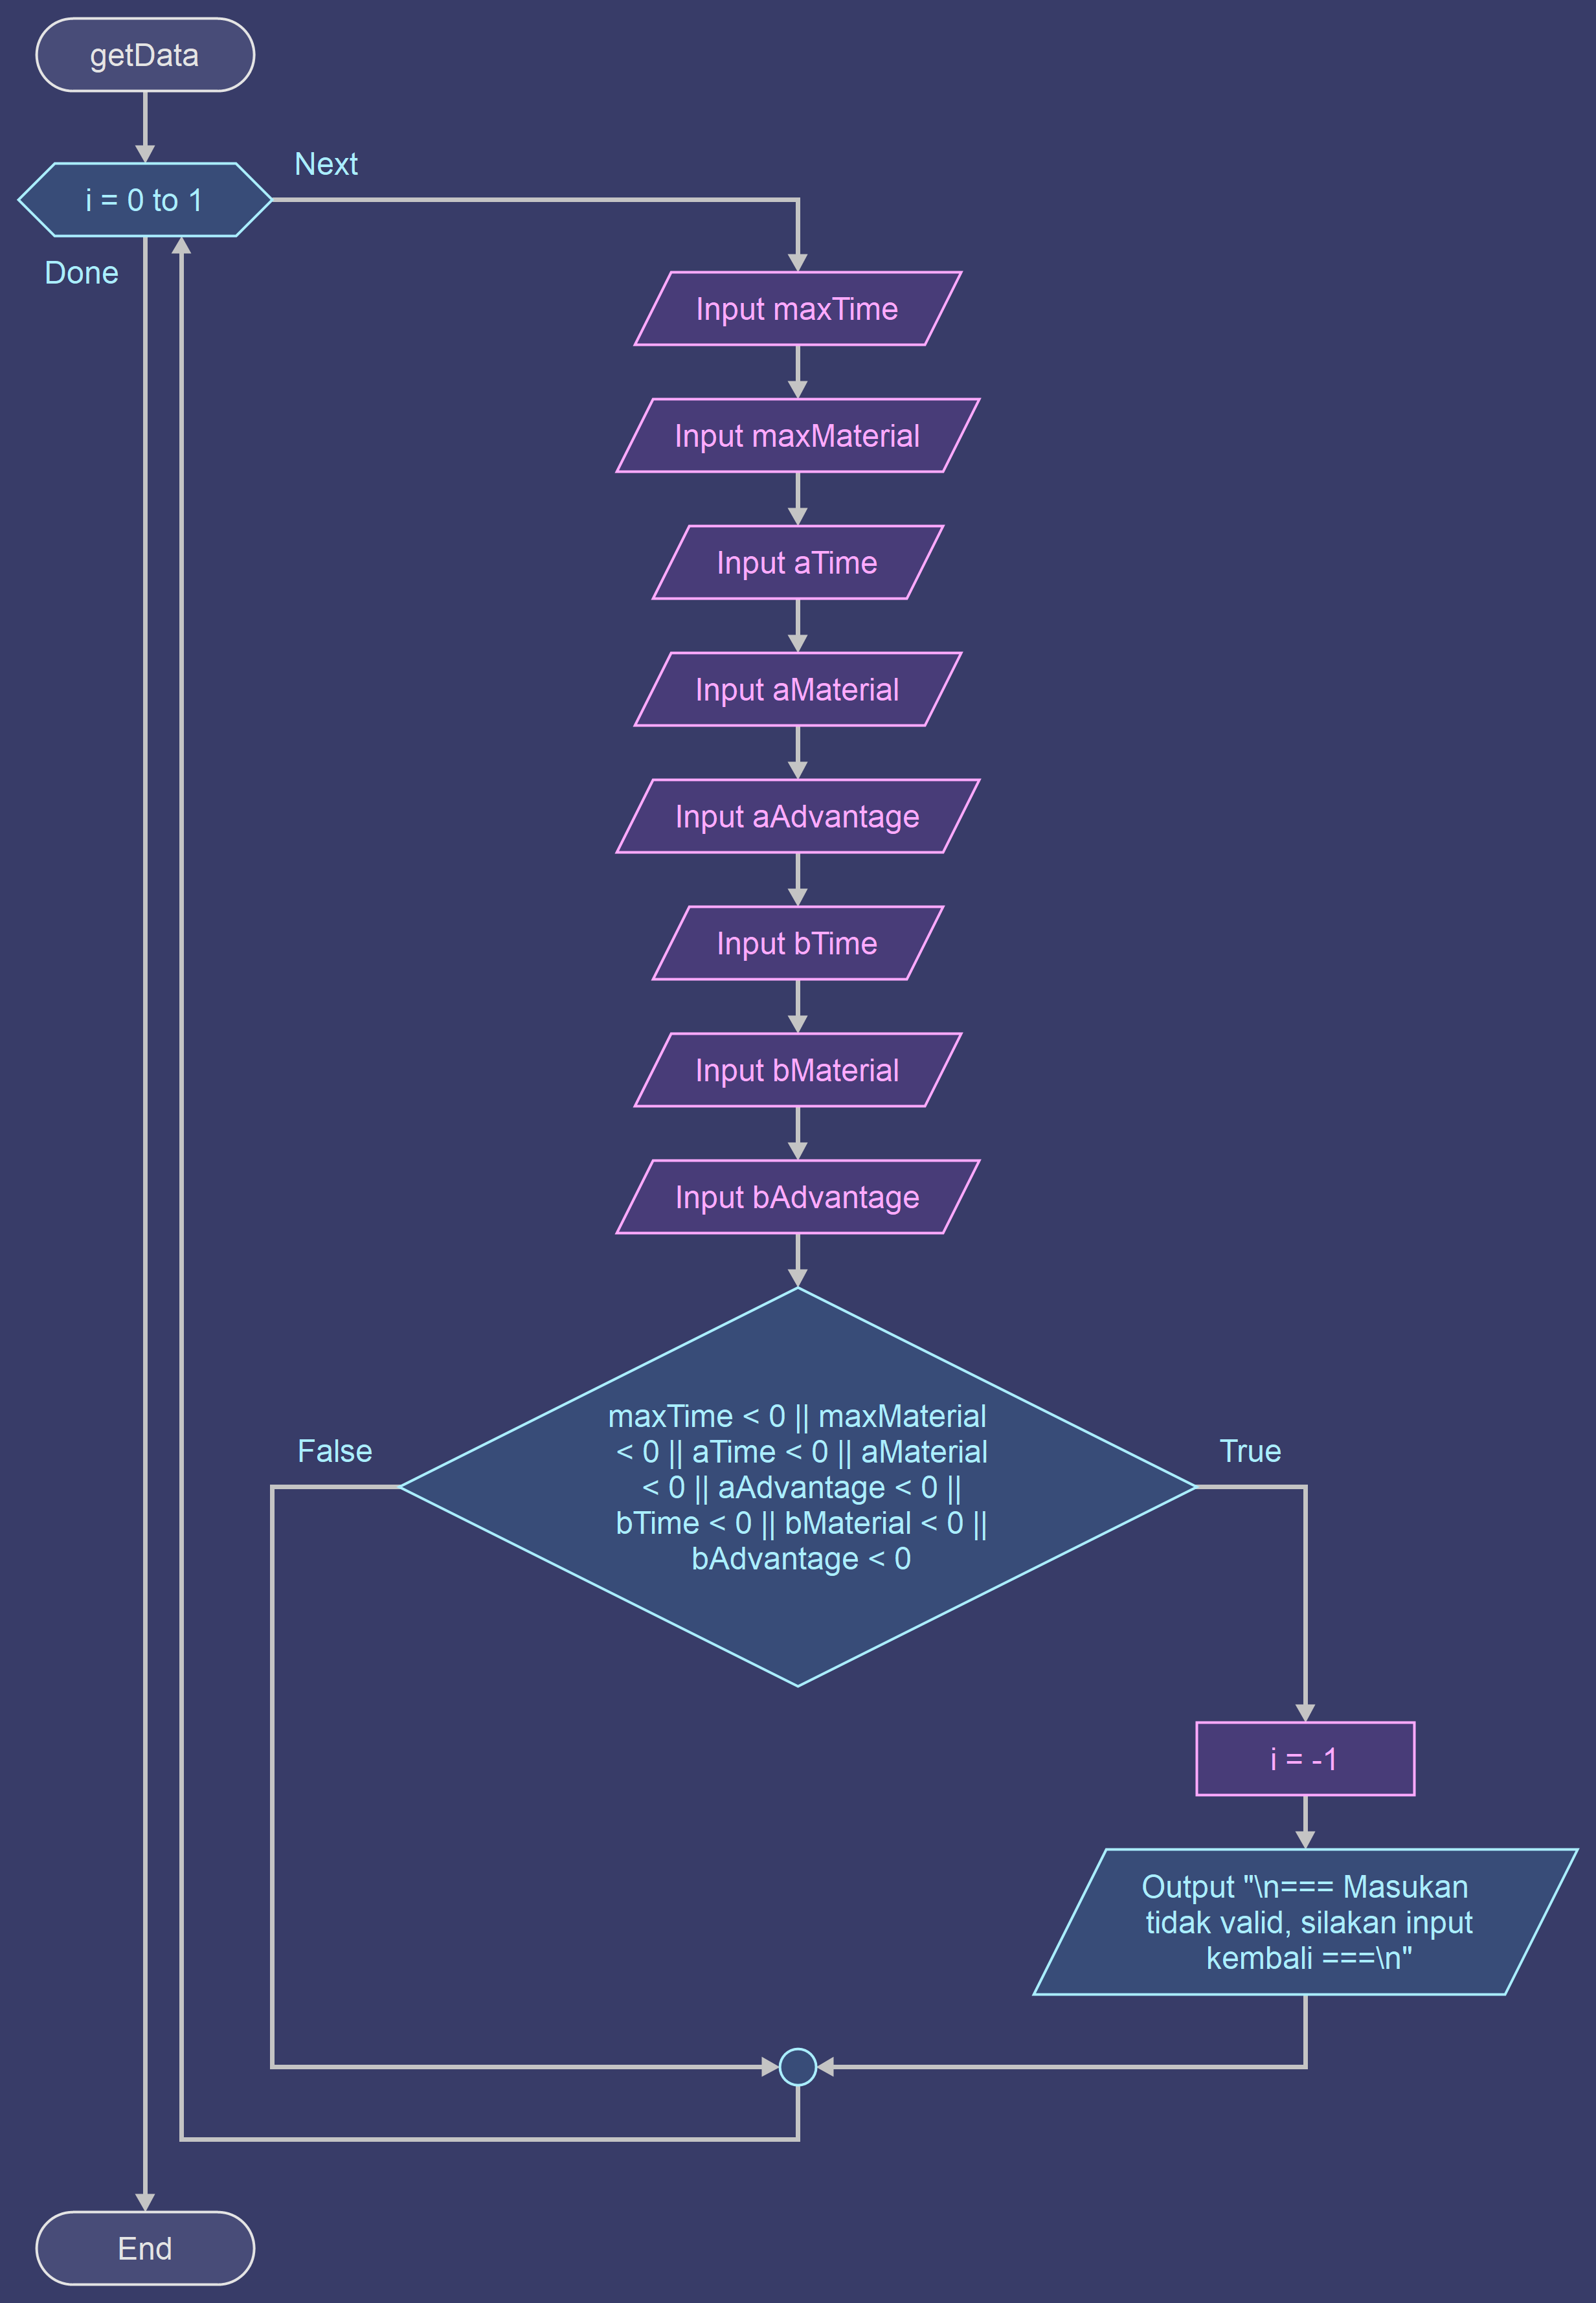 getData
i = 0 to 1
Next
Done
Input maxTime
Input maxMaterial
Input aTime
Input aMaterial
Input aAdvantage
Input bTime
Input bMaterial
Input bAdvantage
maxTime < 0 || maxMaterial
< 0 || aTime < 0 || aMaterial
< 0 || aAdvantage < 0 ||
bTime < 0 || bMaterial < 0 ||
bAdvantage < 0
False
True
i = -1
Output "\n=== Masukan
tidak valid, silakan input
kembali ===\n"
End